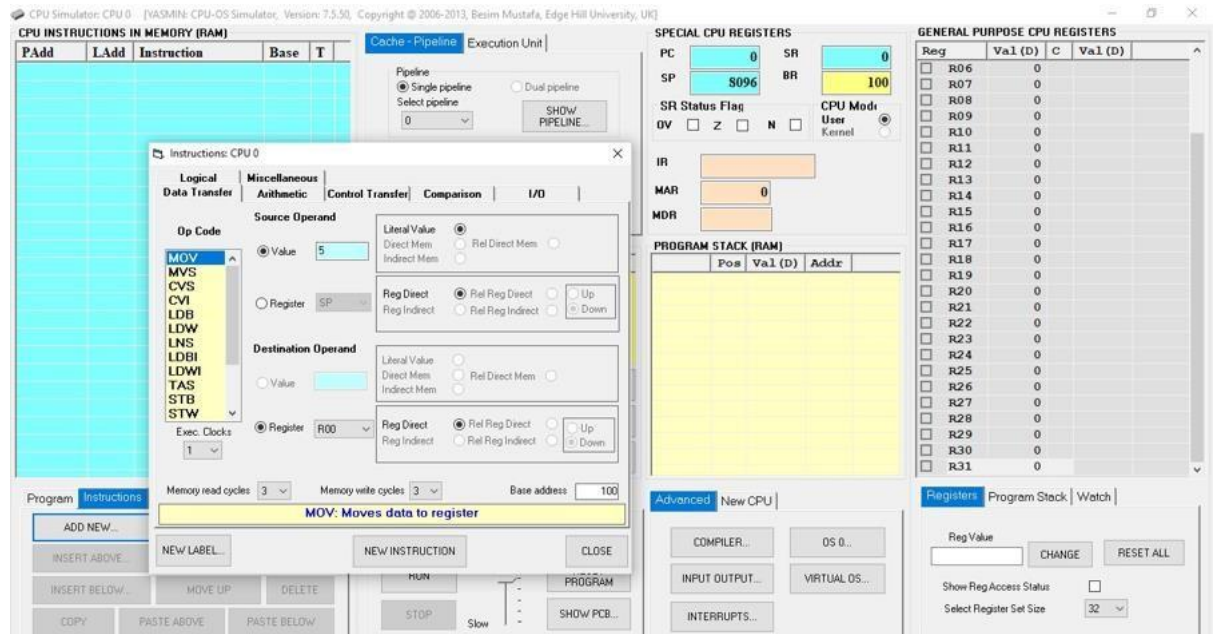 CPU Simulator: CPU 0 [YASMIN: CPU-OS Simulator, Version: 7.5.50, Copyright @ 2006-2013, Besim Mustafa, Edge Hill University, UK]
CPU INSTRUCTIONS IN MEMORY (RAM)
PAdd LAdd Instruction Base T
Cache - Pipeline Execution Unit
Pipeline
Single pipeline Dual pipeline
Select pipeline
0
SHOW PIPELINE...
SPECIAL CPU REGISTERS
PC 0 SR 0
SP 8096 BR 100
SR Status Flag CPU Mode
OV Z N User
Kernel
IR
MAR 0
MDR
PROGRAM STACK (RAM)
Pos Val (D) Addr
GENERAL PURPOSE CPU REGISTERS
Reg Val (D) C Val (D)
R06 0
R07 0
R08 0
R09 0
R10 0
R11 0
R12 0
R13 0
R14 0
R15 0
R16 0
R17 0
R18 0
R19 0
R20 0
R21 0
R22 0
R23 0
R24 0
R25 0
R26 0
R27 0
R28 0
R29 0
R30 0
R31 0
Instructions: CPU 0
Logical Miscellaneous
Data Transfer Arithmetic Control Transfer Comparison I/O
Op Code
MOV
MVS
CVS
CVI
LDB
LDW
LNS
LDBI
LDWI
TAS
STB
STW
Exec. Clocks
1
Source Operand
Value 5
Literal Value
Direct Mem Rel Direct Mem
Indirect Mem
Register SP
Reg Direct Rel Reg Direct Up
Reg Indirect Rel Reg Indirect Down
Destination Operand
Value
Literal Value
Direct Mem Rel Direct Mem
Indirect Mem
Register R00
Reg Direct Rel Reg Direct Up
Reg Indirect Rel Reg Indirect Down
Memory read cycles 3 Memory write cycles 3 Base address 100
MOV: Moves data to register
NEW LABEL... NEW INSTRUCTION CLOSE
Program Instructions
ADD NEW...
INSERT ABOVE...
INSERT BELOW... MOVE UP DELETE
COPY PASTE ABOVE PASTE BELOW
RUN
STOP Slow
PROGRAM
SHOW PCB...
Advanced New CPU
COMPILER... OS 0...
INPUT OUTPUT... VIRTUAL OS...
INTERRUPTS...
Registers Program Stack Watch
Reg Value
CHANGE RESET ALL
Show Reg Access Status
Select Register Set Size 32